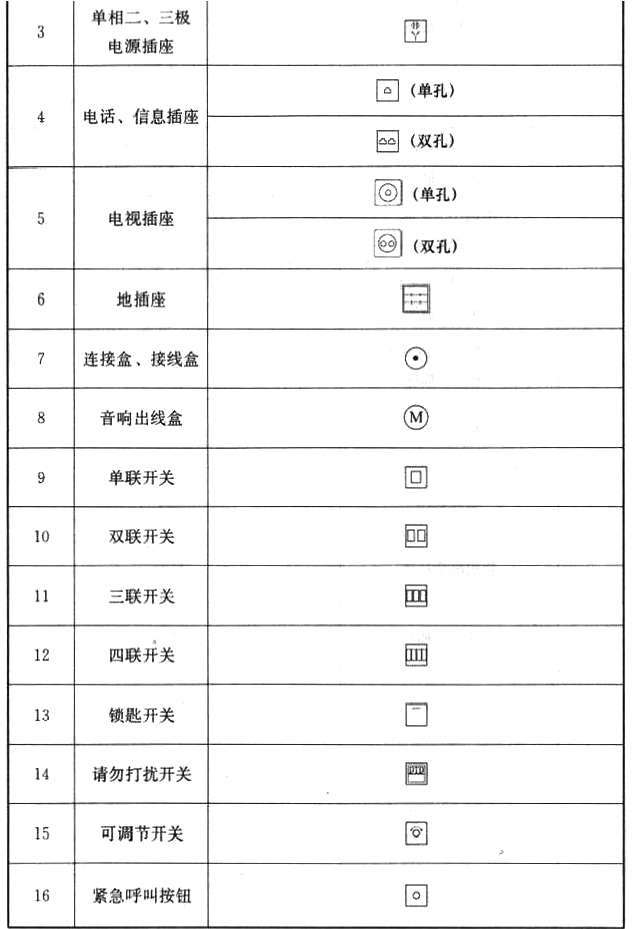 3
单相二、三极
电源插座
4
电话、信息插座
(单孔)
(双孔)
5
电视插座
(单孔)
(双孔)
6
地插座
7
连接盒、接线盒
8
音响出线盒
M
9
单联开关
10
双联开关
11
三联开关
12
四联开关
13
锁匙开关
14
请勿打扰开关
15
可调节开关
16
紧急呼叫按钮